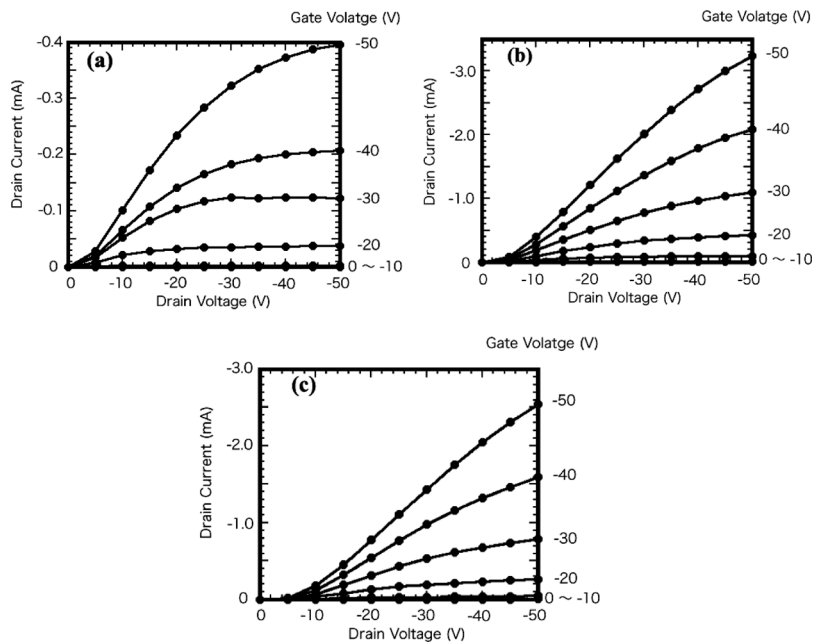 Gate Volatge (V)
(a)
Drain Current (mA)
-0.4
-0.3
-0.2
-0.1
0
-50
-40
-30
-20
0 ~ -10
0 -10 -20 -30 -40 -50
Drain Voltage (V)
Gate Volatge (V)
(b)
Drain Current (mA)
-3.0
-2.0
-1.0
0
-50
-40
-30
-20
0 ~ -10
0 -10 -20 -30 -40 -50
Drain Voltage (V)
Gate Volatge (V)
(c)
Drain Current (mA)
-3.0
-2.0
-1.0
0
-50
-40
-30
-20
0 ~ -10
0 -10 -20 -30 -40 -50
Drain Voltage (V)